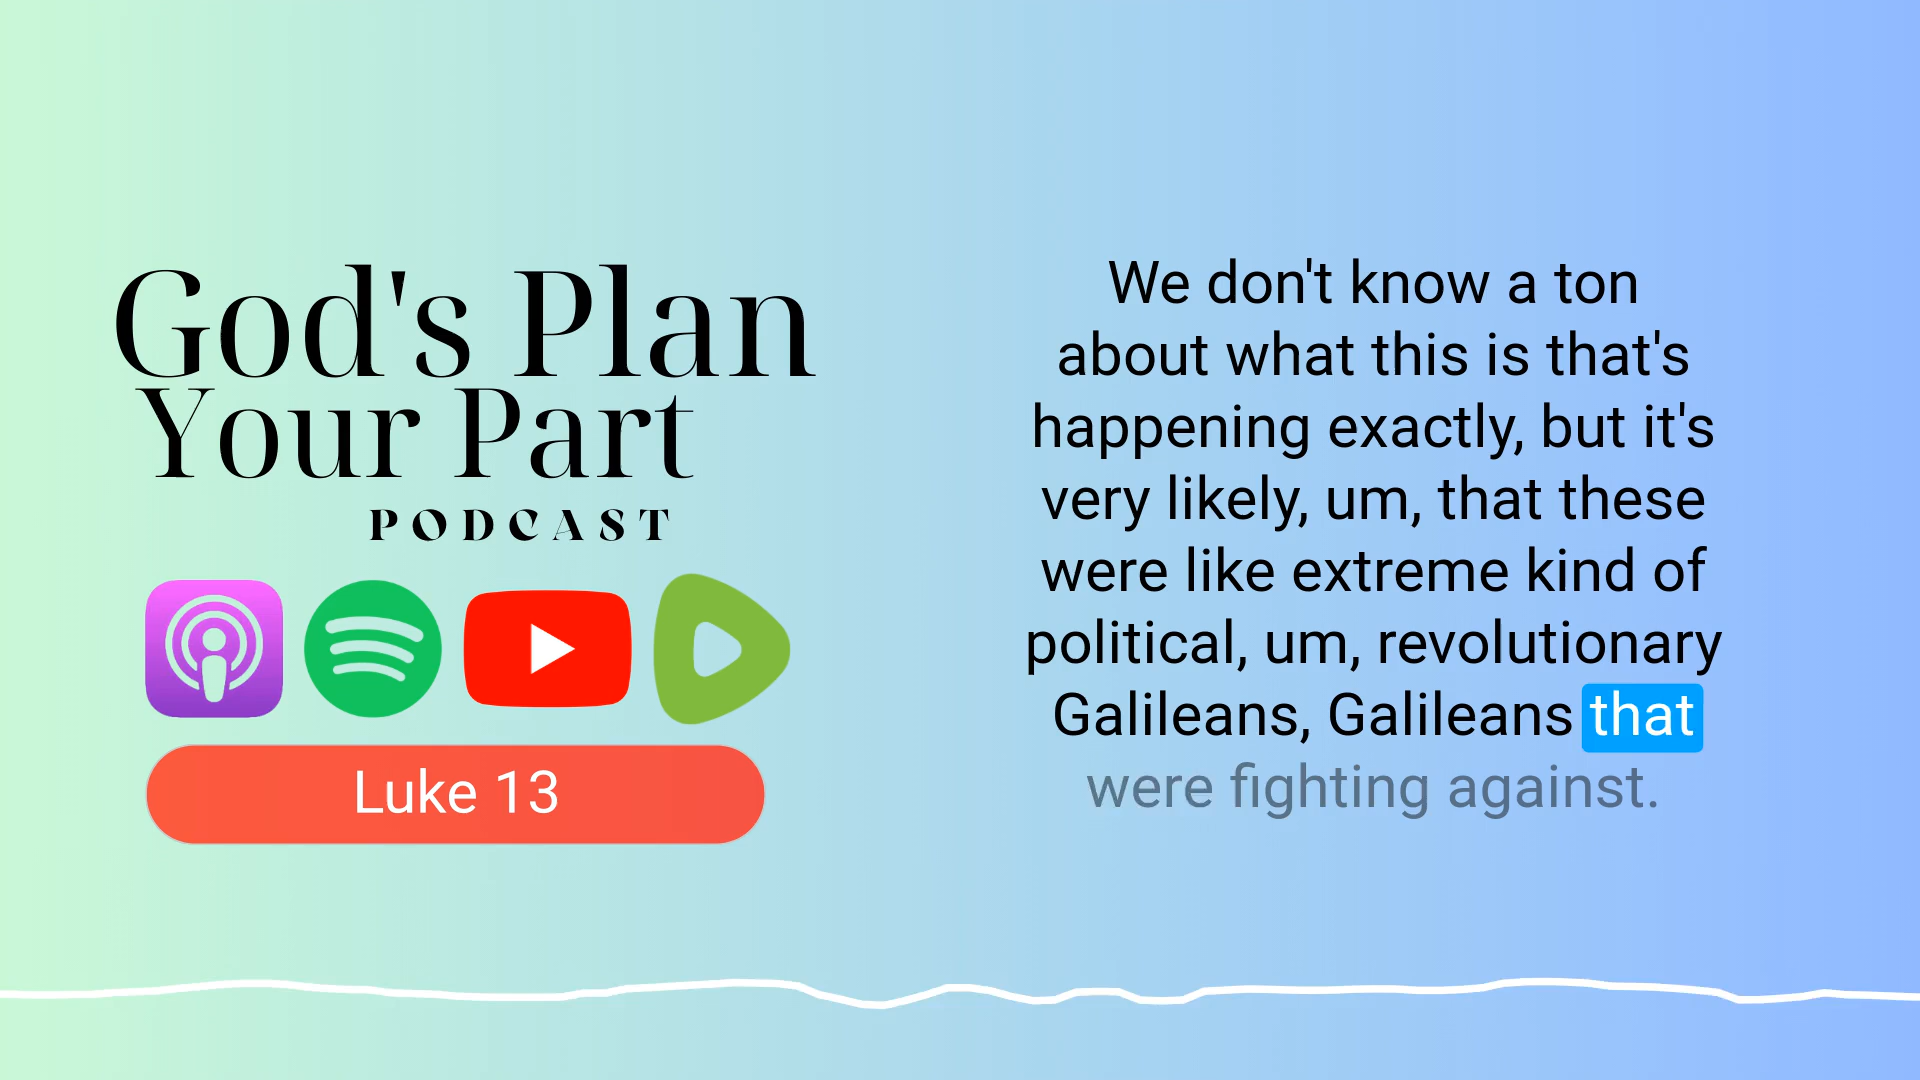 God's Plan
Your Part
PODCAST
Luke 13
We don't know a ton
about what this is that's
happening exactly, but it's
very likely, um, that these
were like extreme kind of
political, um, revolutionary
Galileans, Galileans that
were fighting against.